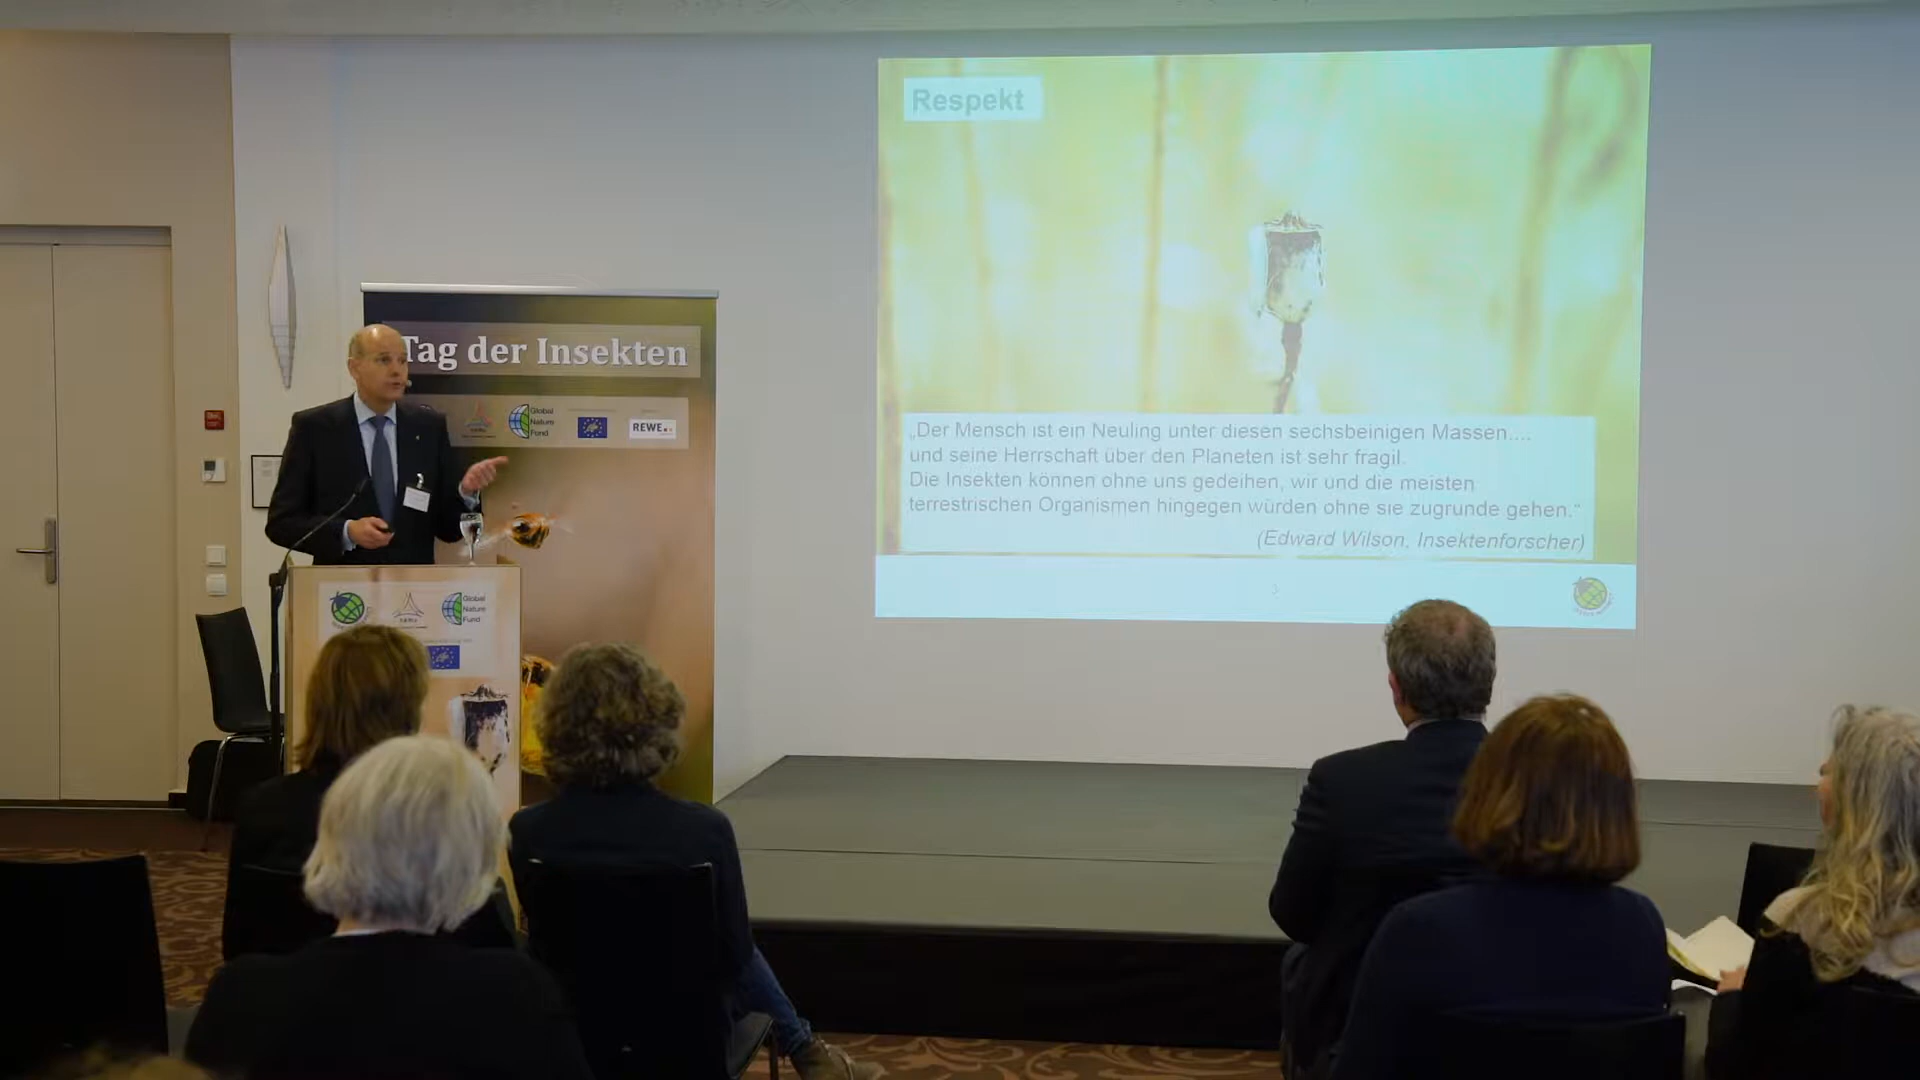 Respekt
Tag der Insekten
Global
Nature
Fund
REWE
„Der Mensch ist ein Neuling unter diesen sechsbeinigen Massen....
und seine Herrschaft über den Planeten ist sehr fragil.
Die Insekten können ohne uns gedeihen, wir und die meisten
terrestrischen Organismen hingegen würden ohne sie zugrunde gehen.“
(Edward Wilson, Insektenforscher)
3
Global
Nature
Fund